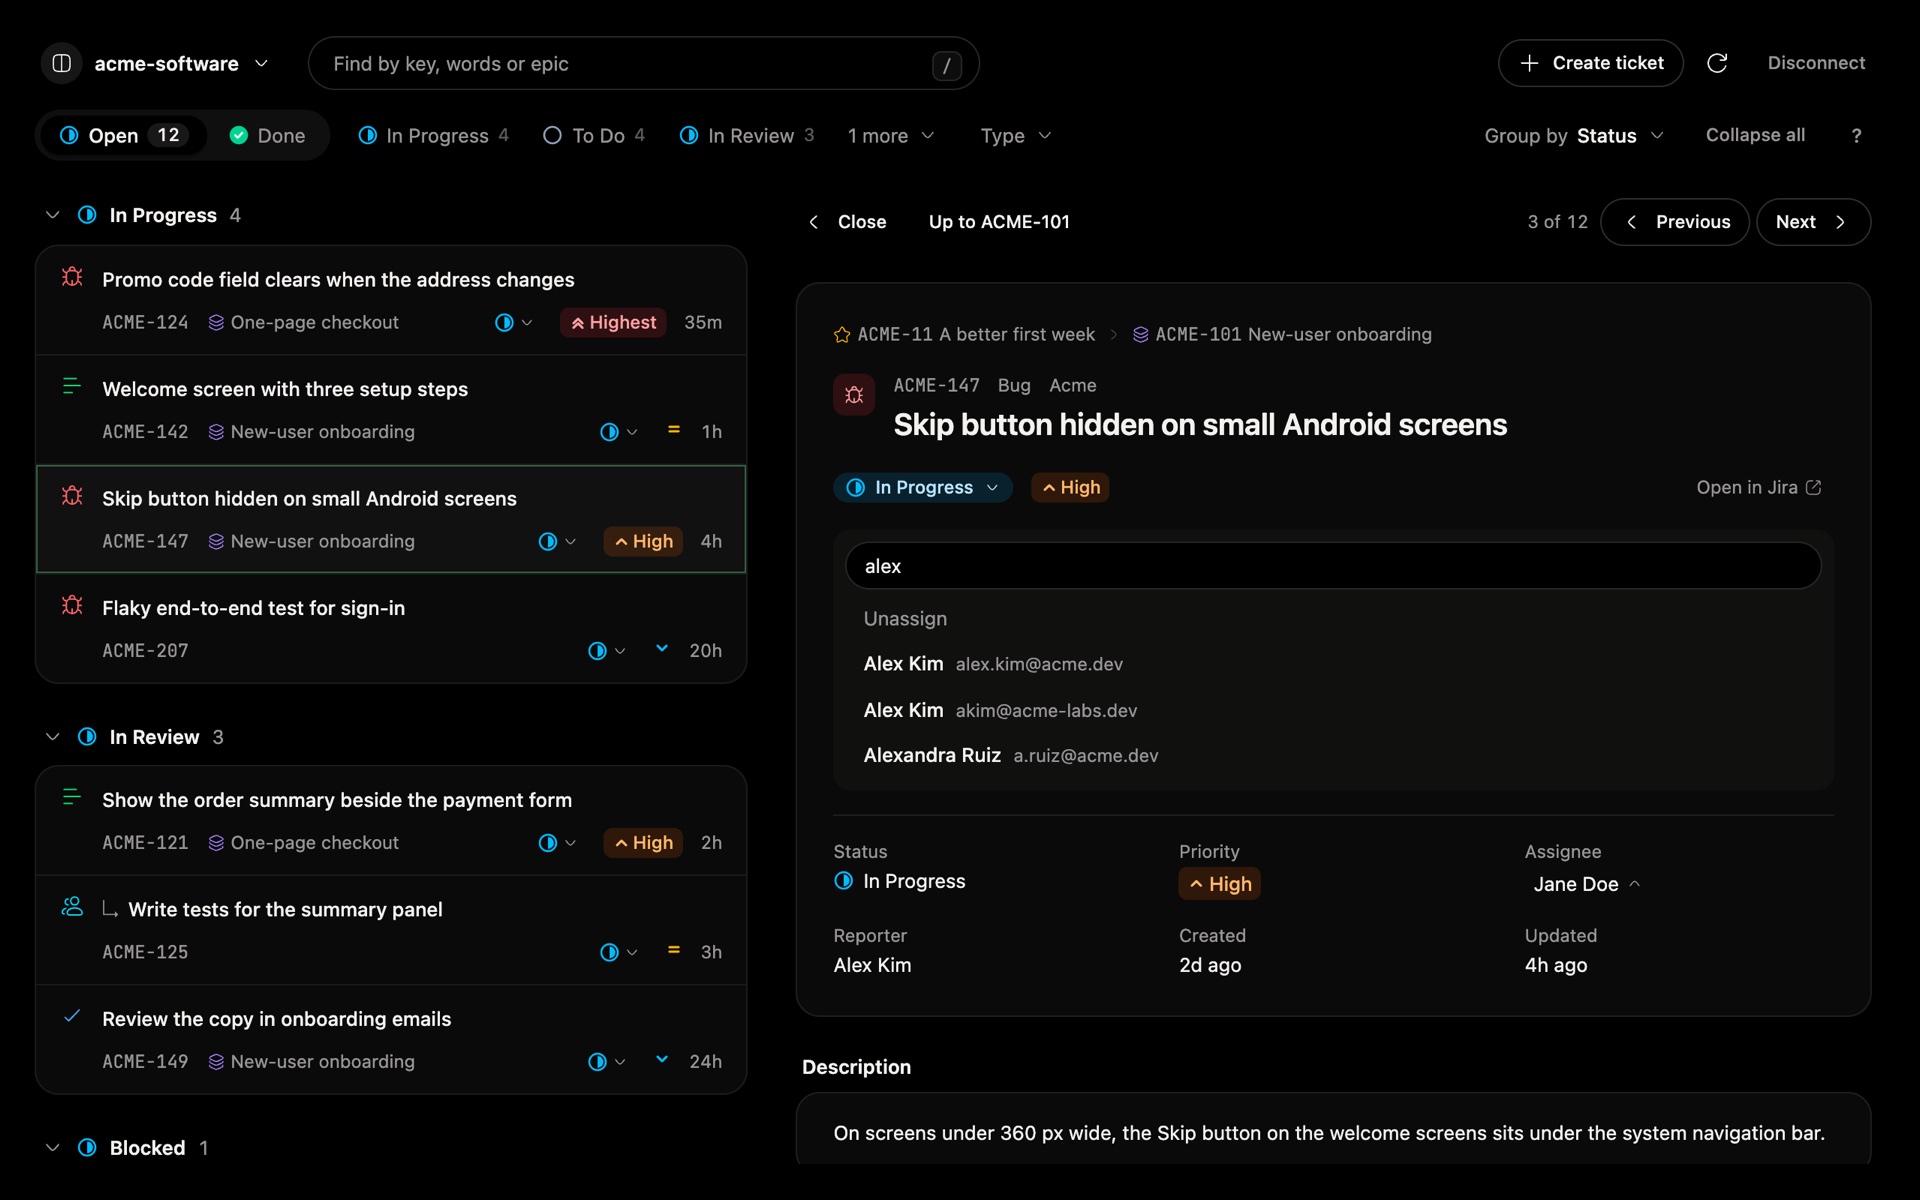 acme-software
Find by key, words or epic /
Create ticket
Disconnect
Open 12
Done
In Progress 4
To Do 4
In Review 3
1 more
Type
Group by Status
Collapse all
?
In Progress 4
Promo code field clears when the address changes
ACME-124 One-page checkout Highest 35m
Welcome screen with three setup steps
ACME-142 New-user onboarding 1h
Skip button hidden on small Android screens
ACME-147 New-user onboarding High 4h
Flaky end-to-end test for sign-in
ACME-207 20h
In Review 3
Show the order summary beside the payment form
ACME-121 One-page checkout High 2h
Write tests for the summary panel
ACME-125 3h
Review the copy in onboarding emails
ACME-149 New-user onboarding 24h
Blocked 1
Close
Up to ACME-101
3 of 12
Previous
Next
ACME-11 A better first week
ACME-101 New-user onboarding
ACME-147 Bug Acme
Skip button hidden on small Android screens
In Progress
High
Open in Jira
alex
Unassign
Alex Kim alex.kim@acme.dev
Alex Kim akim@acme-labs.dev
Alexandra Ruiz a.ruiz@acme.dev
Status
In Progress
Priority
High
Assignee
Jane Doe
Reporter
Alex Kim
Created
2d ago
Updated
4h ago
Description
On screens under 360 px wide, the Skip button on the welcome screens sits under the system navigation bar.